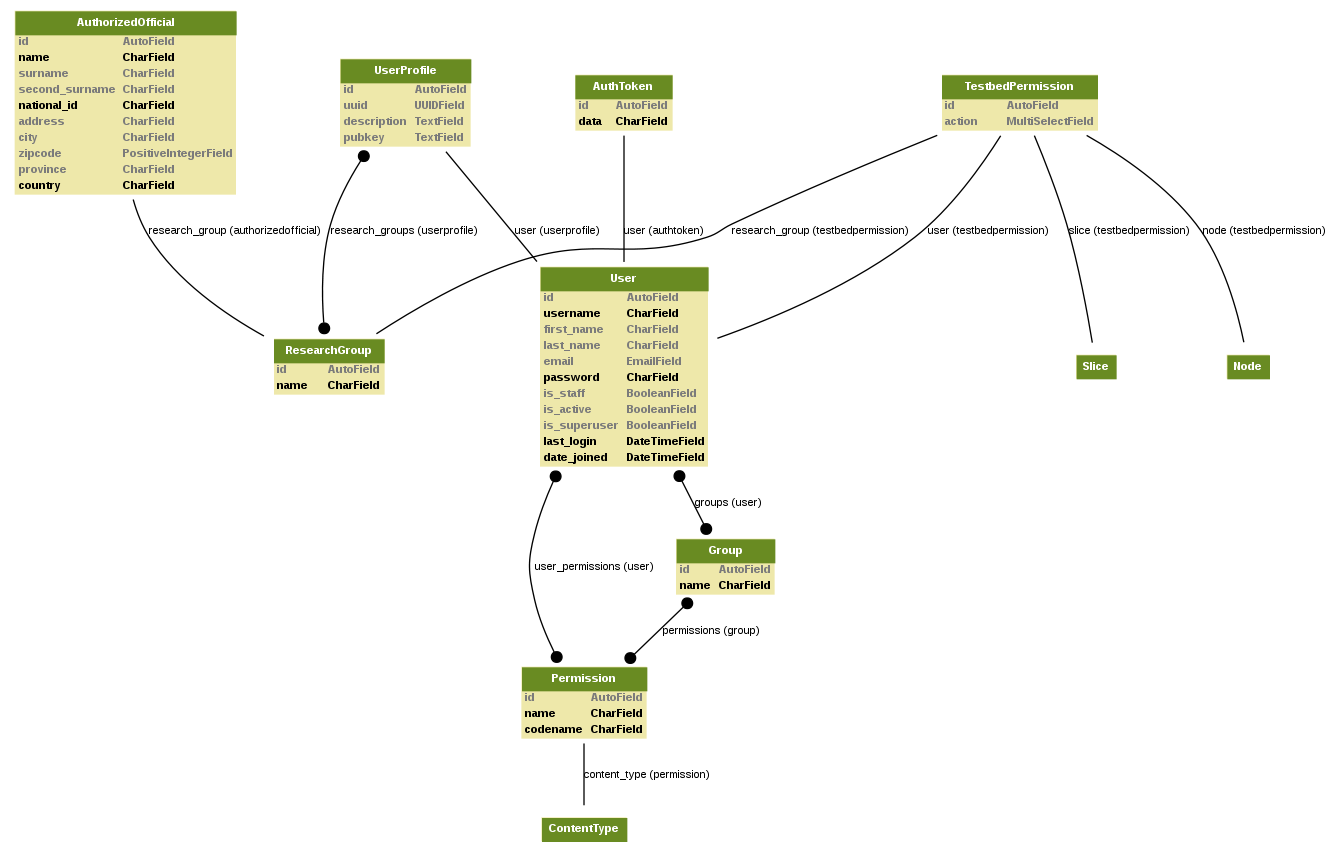 AuthorizedOfficial
id AutoField
name CharField
surname CharField
second_surname CharField
national_id CharField
address CharField
city CharField
zipcode PositiveIntegerField
province CharField
country CharField
UserProfile
id AutoField
uuid UUIDField
description TextField
pubkey TextField
AuthToken
id AutoField
data CharField
TestbedPermission
id AutoField
action MultiSelectField
research_group (authorizedofficial)
research_groups (userprofile)
user (userprofile)
user (authtoken)
research_group (testbedpermission)
user (testbedpermission)
slice (testbedpermission)
node (testbedpermission)
ResearchGroup
id AutoField
name CharField
User
id AutoField
username CharField
first_name CharField
last_name CharField
email EmailField
password CharField
is_staff BooleanField
is_active BooleanField
is_superuser BooleanField
last_login DateTimeField
date_joined DateTimeField
Slice
Node
groups (user)
user_permissions (user)
Group
id AutoField
name CharField
permissions (group)
Permission
id AutoField
name CharField
codename CharField
content_type (permission)
ContentType